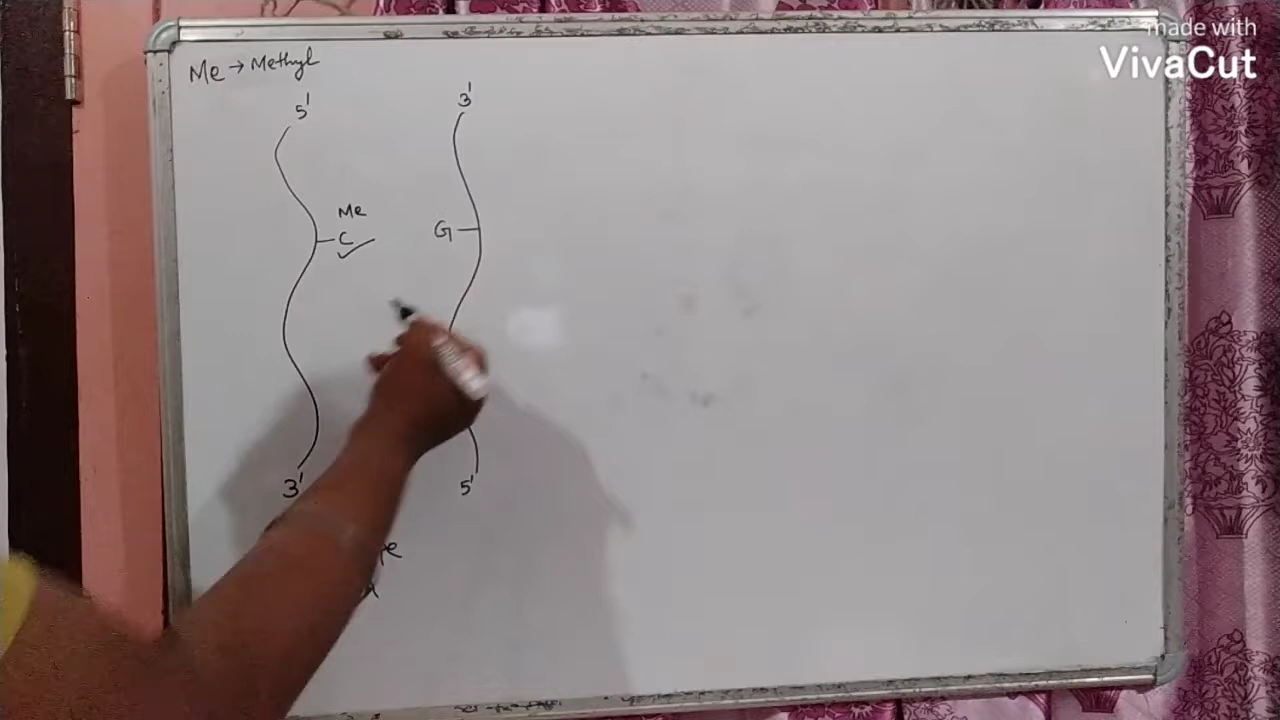 made with
VivaCut
Me → Methyl
5' 3'
Me
C G
3' 5'